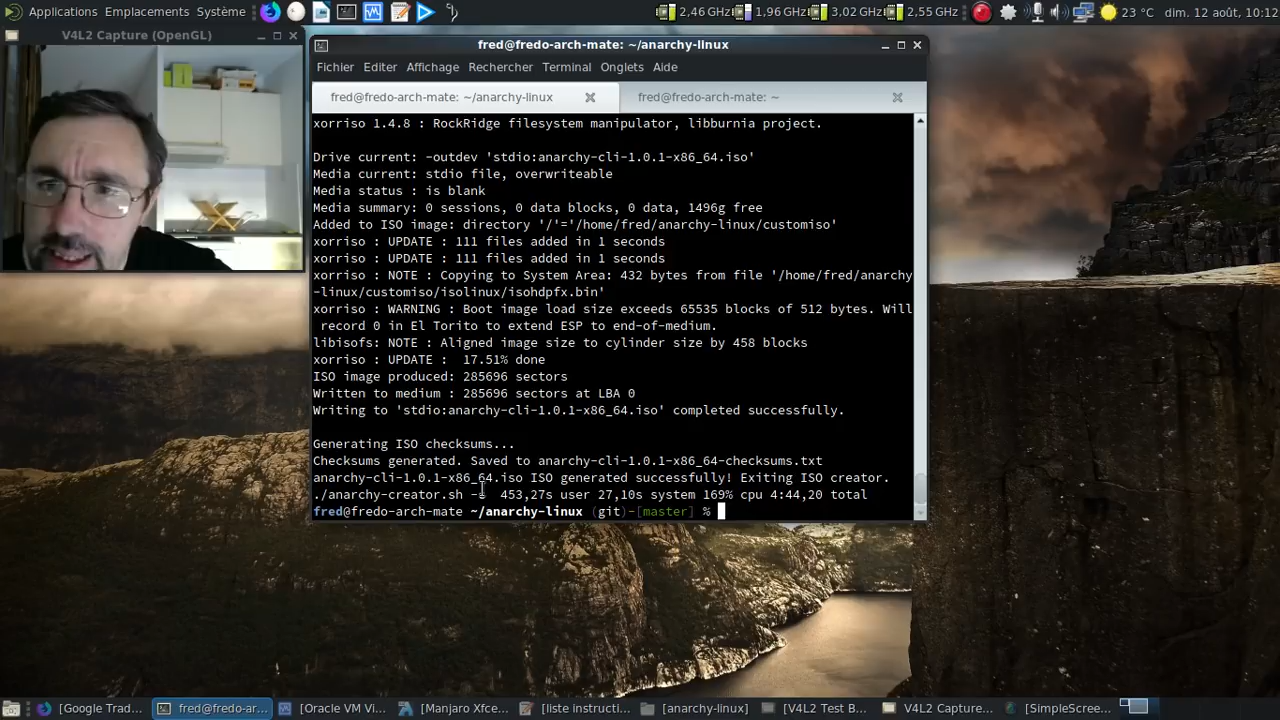 Applications Emplacements Système
2,46 GHz 1,96 GHz 3,02 GHz 2,55 GHz 23 °C dim. 12 août, 10:12
V4L2 Capture (OpenGL)
fred@fredo-arch-mate: ~/anarchy-linux
Fichier Editer Affichage Rechercher Terminal Onglets Aide
fred@fredo-arch-mate: ~/anarchy-linux
fred@fredo-arch-mate: ~
xorriso 1.4.8 : RockRidge filesystem manipulator, libburnia project.
Drive current: -outdev 'stdio:anarchy-cli-1.0.1-x86_64.iso'
Media current: stdio file, overwriteable
Media status : is blank
Media summary: 0 sessions, 0 data blocks, 0 data, 1496g free
Added to ISO image: directory '/'='/home/fred/anarchy-linux/customiso'
xorriso : UPDATE : 111 files added in 1 seconds
xorriso : UPDATE : 111 files added in 1 seconds
xorriso : NOTE : Copying to System Area: 432 bytes from file '/home/fred/anarchy
-linux/customiso/isolinux/isohdpfx.bin'
xorriso : WARNING : Boot image load size exceeds 65535 blocks of 512 bytes. Will
record 0 in El Torito to extend ESP to end-of-medium.
libisofs: NOTE : Aligned image size to cylinder size by 458 blocks
xorriso : UPDATE : 17.51% done
ISO image produced: 285696 sectors
Written to medium : 285696 sectors at LBA 0
Writing to 'stdio:anarchy-cli-1.0.1-x86_64.iso' completed successfully.
Generating ISO checksums...
Checksums generated. Saved to anarchy-cli-1.0.1-x86_64-checksums.txt
anarchy-cli-1.0.1-x86_64.iso ISO generated successfully! Exiting ISO creator.
./anarchy-creator.sh 453,27s user 27,10s system 169% cpu 4:44,20 total
fred@fredo-arch-mate ~/anarchy-linux (git)-[master] %
[Google Trad... fred@fredo-ar... [Oracle VM Vi... [Manjaro Xfce... [liste instructi... [anarchy-linux] [V4L2 Test B... [V4L2 Capture... [SimpleScree...